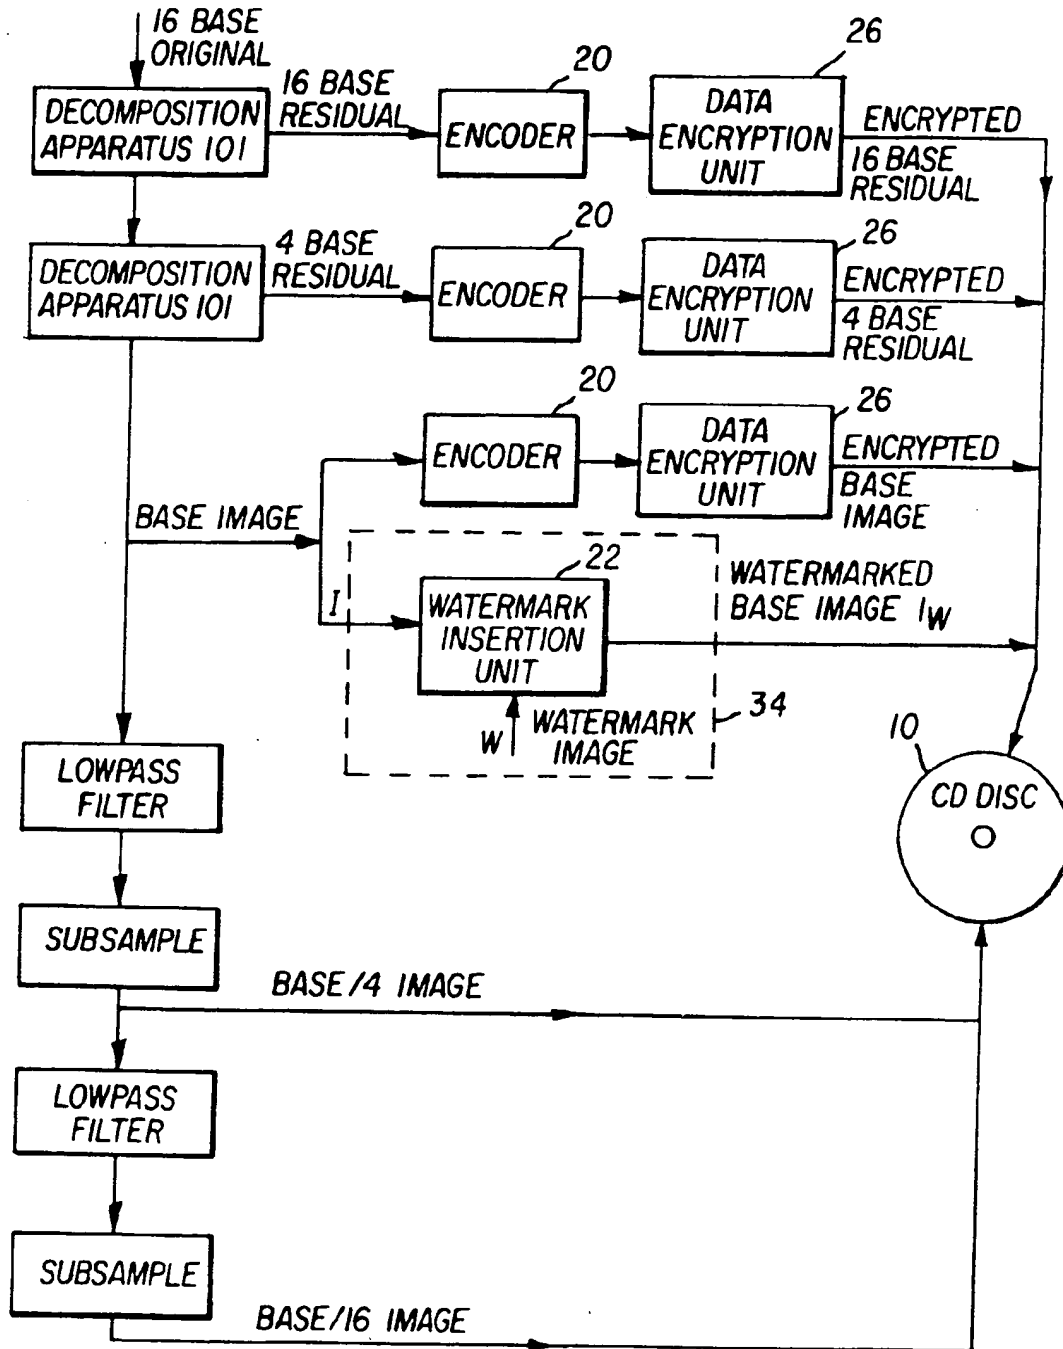 16 BASE
ORIGINAL
DECOMPOSITION
APPARATUS 101
16 BASE
RESIDUAL
20
ENCODER
26
DATA
ENCRYPTION
UNIT
ENCRYPTED
16 BASE
RESIDUAL
DECOMPOSITION
APPARATUS 101
4 BASE
RESIDUAL
20
ENCODER
26
DATA
ENCRYPTION
UNIT
ENCRYPTED
4 BASE
RESIDUAL
20
ENCODER
26
DATA
ENCRYPTION
UNIT
ENCRYPTED
BASE
IMAGE
BASE IMAGE
I
22
WATERMARK
INSERTION
UNIT
WATERMARKED
BASE IMAGE IW
W
WATERMARK
IMAGE
34
10
CD DISC
LOWPASS
FILTER
SUBSAMPLE
BASE/4 IMAGE
LOWPASS
FILTER
SUBSAMPLE
BASE/16 IMAGE